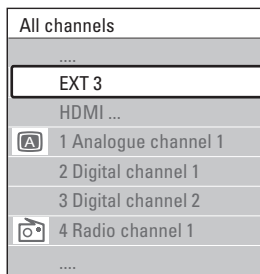 All channels
....
EXT 3
HDMI ...
A 1 Analogue channel 1
2 Digital channel 1
3 Digital channel 2
4 Radio channel 1
....